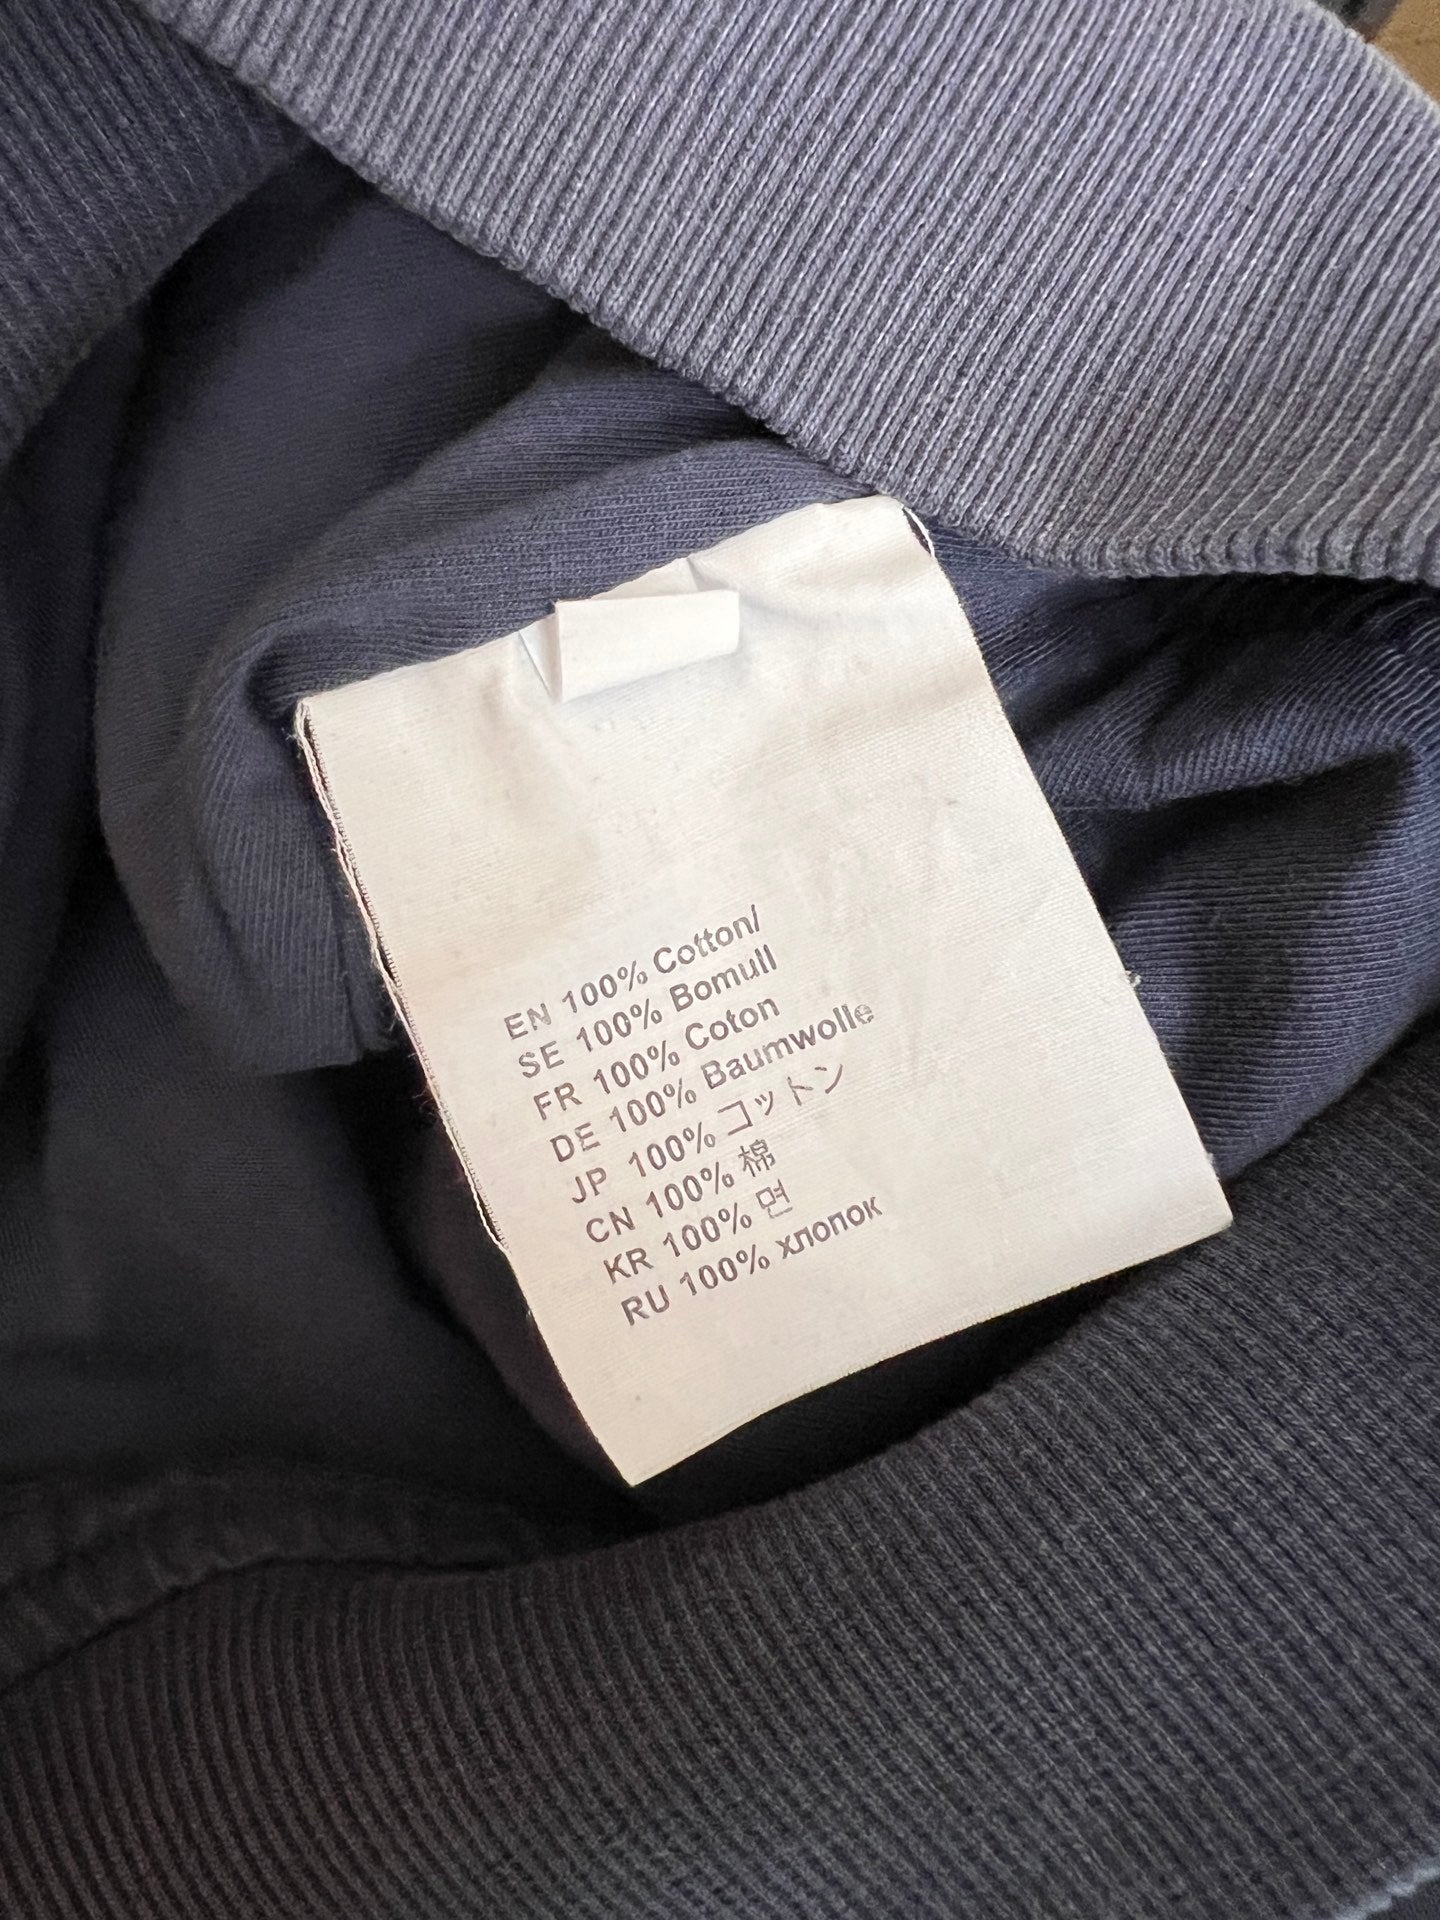 EN 100% Cotton/
SE 100% Bomull
FR 100% Coton
DE 100% Baumwolle
JP 100% コットン
CN 100% 棉
KR 100% 면
RU 100% хлопок